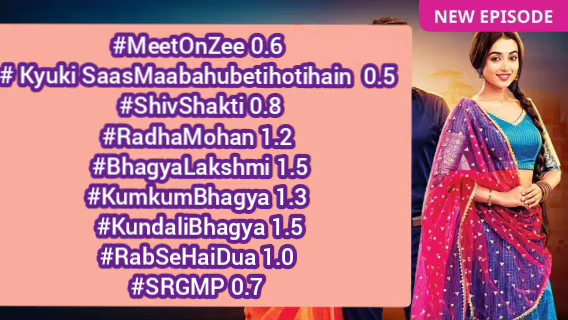 NEW EPISODE
#MeetOnZee 0.6
# Kyuki SaasMaabahubetihotihain 0.5
#ShivShakti 0.8
#RadhaMohan 1.2
#BhagyaLakshmi 1.5
#KumkumBhagya 1.3
#KundaliBhagya 1.5
#RabSeHaiDua 1.0
#SRGMP 0.7